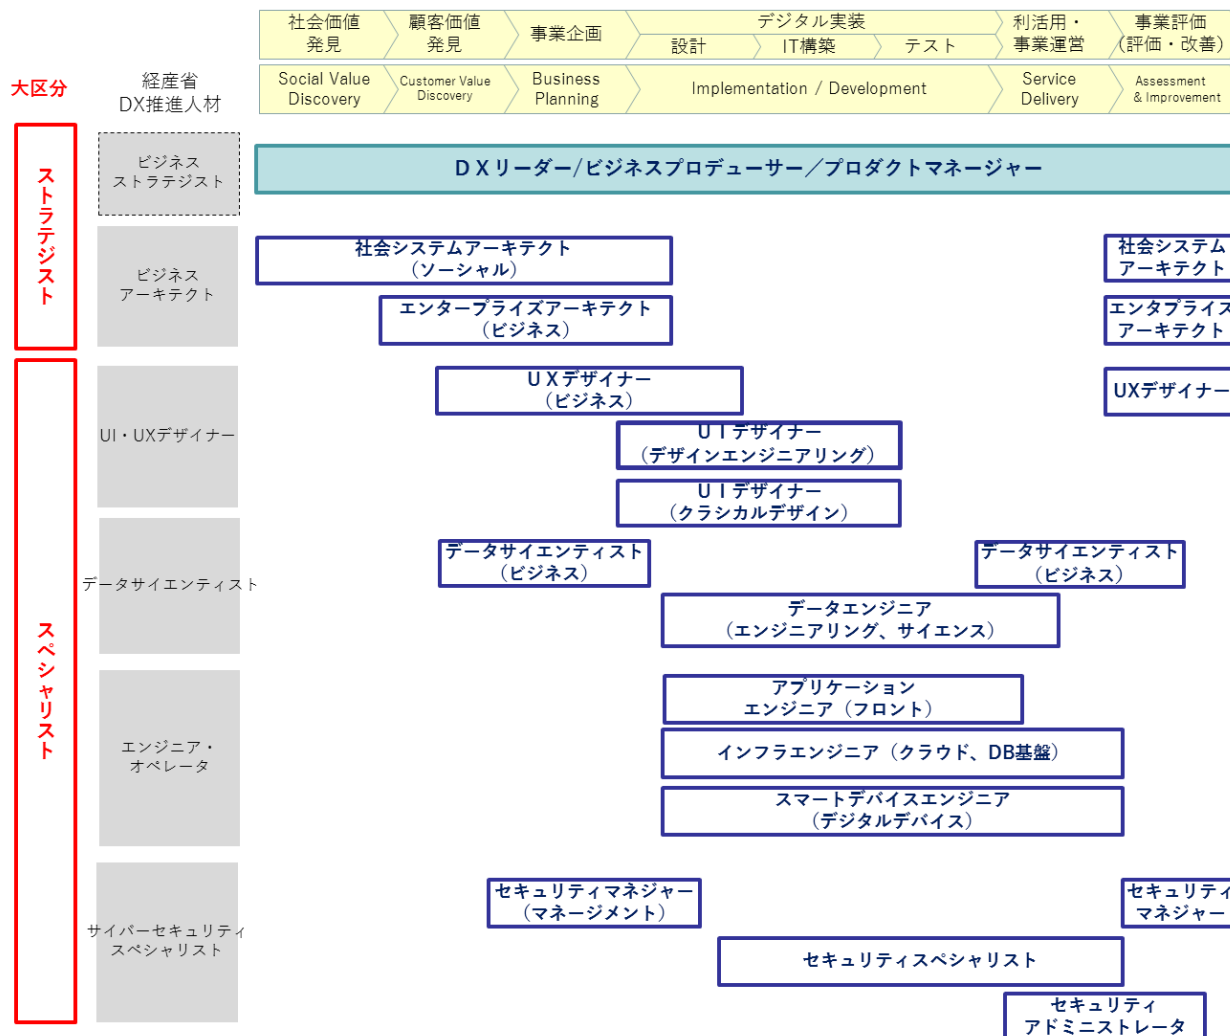 社会価値
発見
顧客価値
発見
事業企画
デジタル実装
設計
IT構築
テスト
利活用・
事業運営
事業評価
(評価・改善)
大区分
経産省
DX推進人材
Social Value
Discovery
Customer Value
Discovery
Business
Planning
Implementation / Development
Service
Delivery
Assessment
& Improvement
ストラテジスト
ビジネス
ストラテジスト
DXリーダー/ビジネスプロデューサー／プロダクトマネージャー
ビジネス
アーキテクト
社会システムアーキテクト
（ソーシャル）
社会システム
アーキテクト
エンタープライズアーキテクト
（ビジネス）
エンタプライズ
アーキテクト
スペシャリスト
UI・UXデザイナー
ＵＸデザイナー
（ビジネス）
UXデザイナー
ＵＩデザイナー
（デザインエンジニアリング）
ＵＩデザイナー
（クラシカルデザイン）
データサイエンティスト
データサイエンティスト
（ビジネス）
データサイエンティスト
（ビジネス）
データエンジニア
（エンジニアリング、サイエンス）
エンジニア・
オペレータ
アプリケーション
エンジニア（フロント）
インフラエンジニア（クラウド、DB基盤）
スマートデバイスエンジニア
（デジタルデバイス）
サイバーセキュリティ
スペシャリスト
セキュリティマネジャー
（マネージメント）
セキュリティ
マネジャー
セキュリティスペシャリスト
セキュリティ
アドミニストレータ